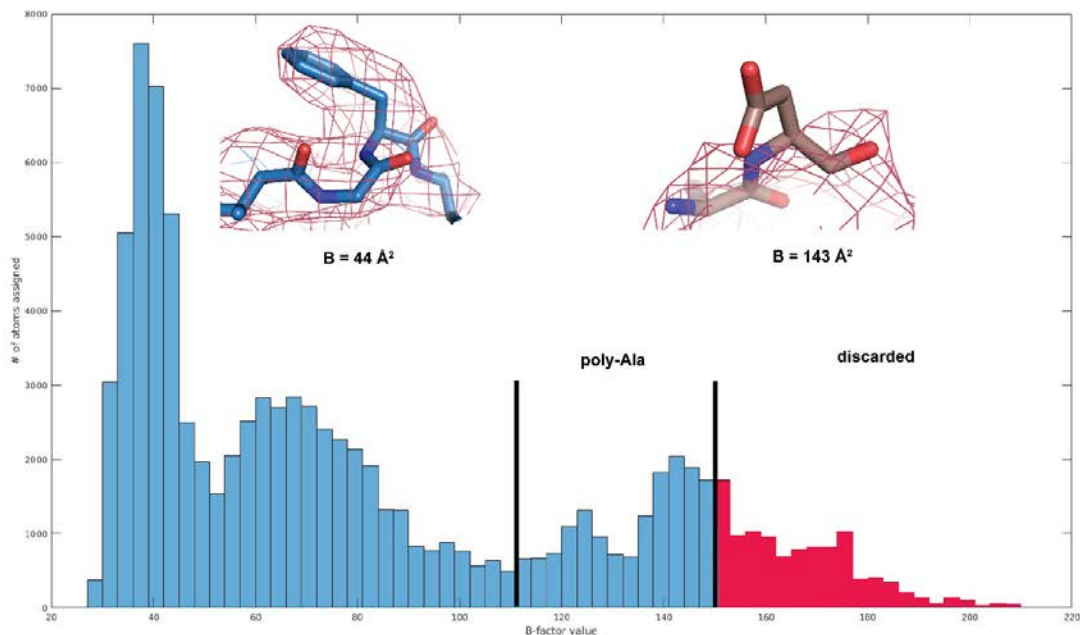 8000
7000
6000
5000
4000
3000
2000
1000
0
# of atoms assigned
B = 44 Å²
B = 143 Å²
poly-Ala
discarded
20 40 60 80 100 120 140 160 180 200 220
B-factor value